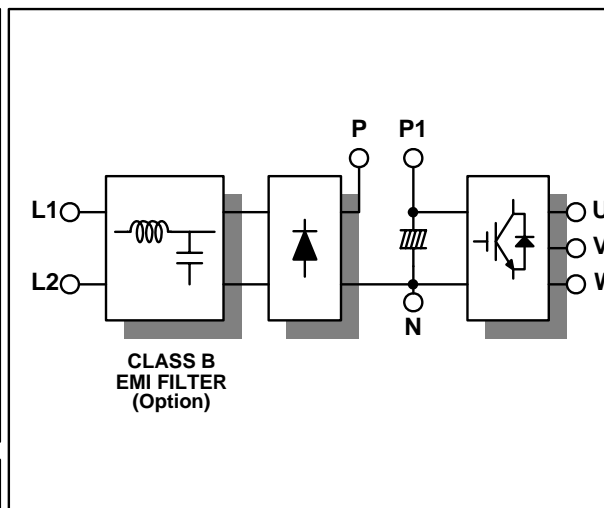 P P1
L1 U
V
L2 W
N
CLASS B
EMI FILTER
(Option)